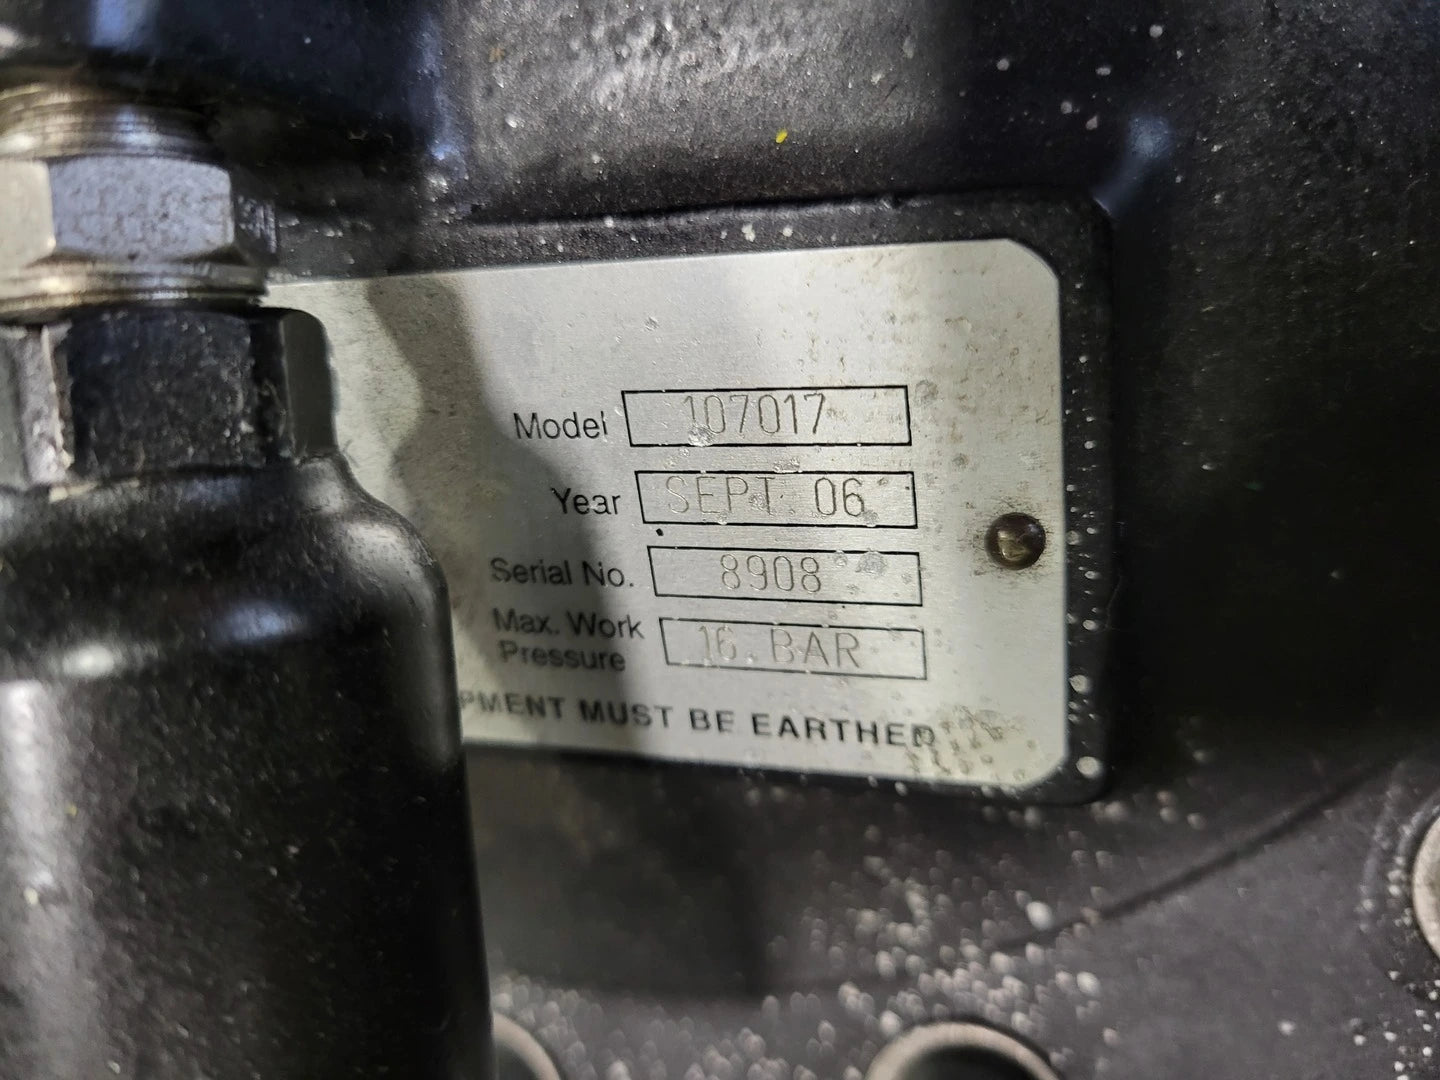 Model 107017
Year SEPT 06
Serial No. 8908
Max. Work
Pressure 16 BAR
PMENT MUST BE EARTHED